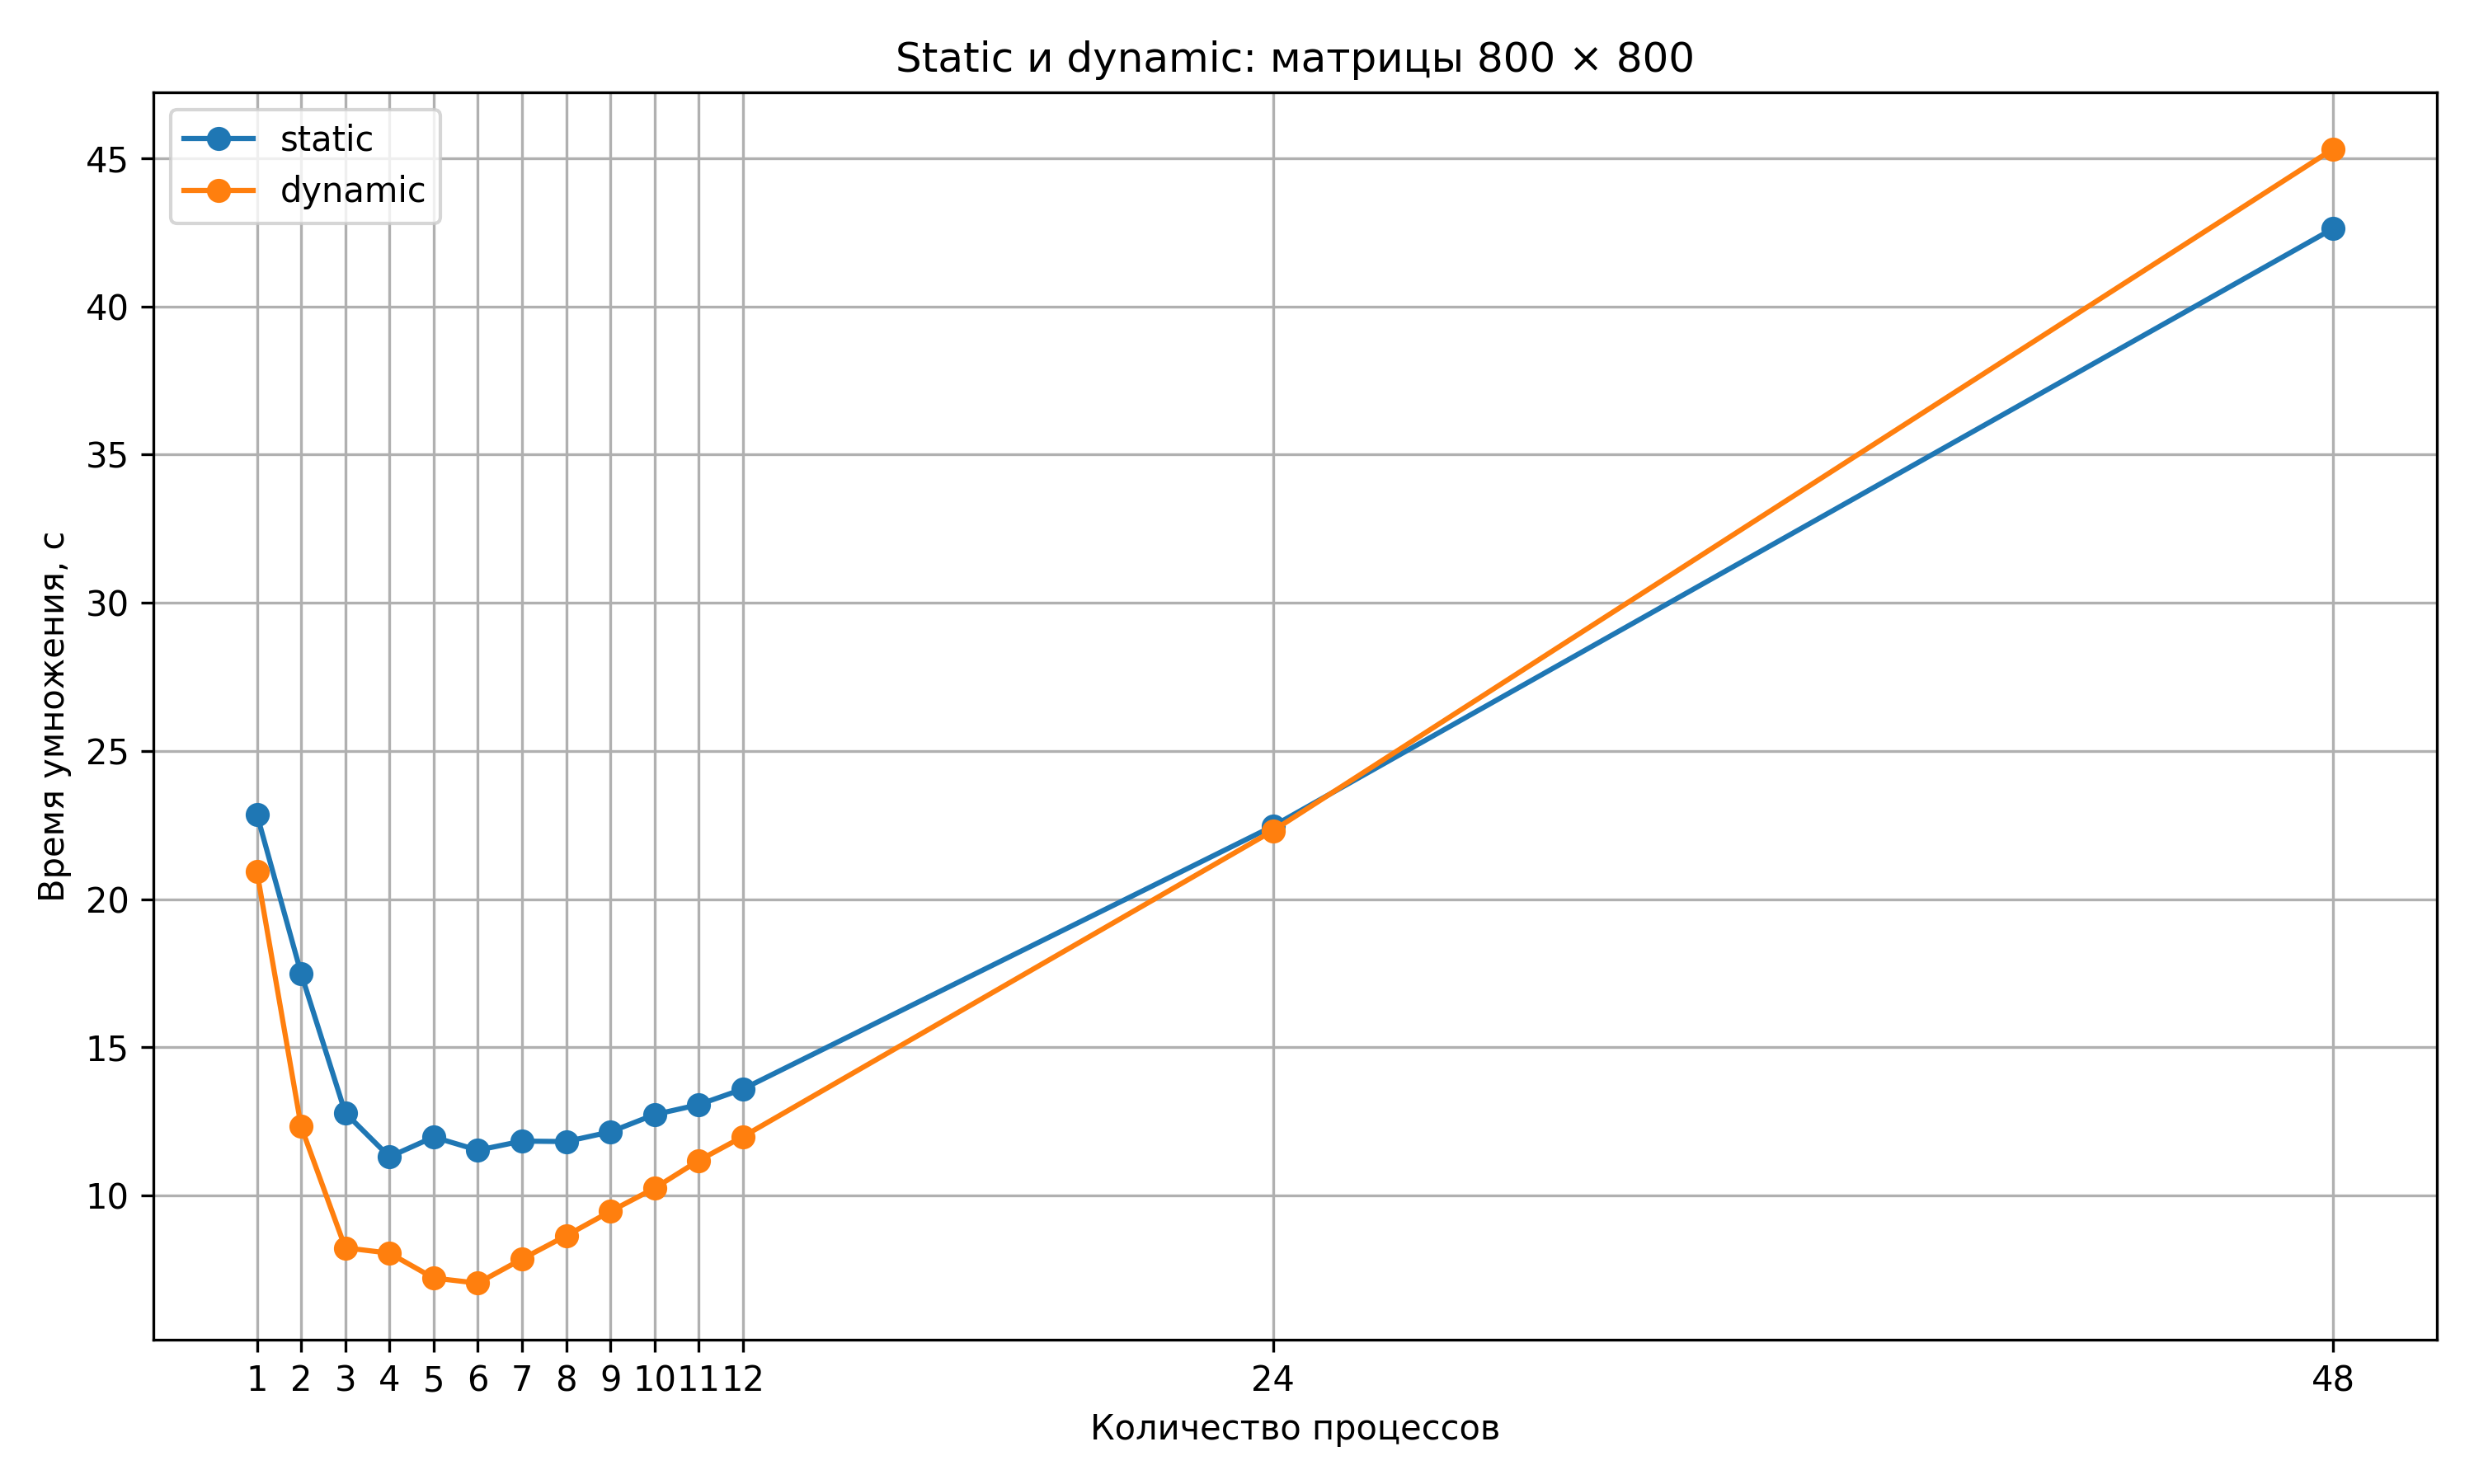 Static и dynamic: матрицы 800 × 800
static
dynamic
45
40
35
30
25
20
15
10
Время умножения, с
1 2 3 4 5 6 7 8 9 10 11 12 24 48
Количество процессов